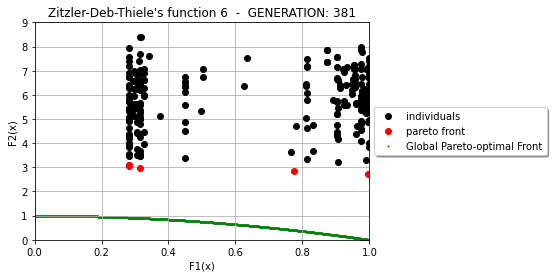 Zitzler-Deb-Thiele's function 6 - GENERATION: 381
9
8
7
6
5
4
3
2
1
0
F2(x)
0.0 0.2 0.4 0.6 0.8 1.0
F1(x)
individuals
pareto front
Global Pareto-optimal Front